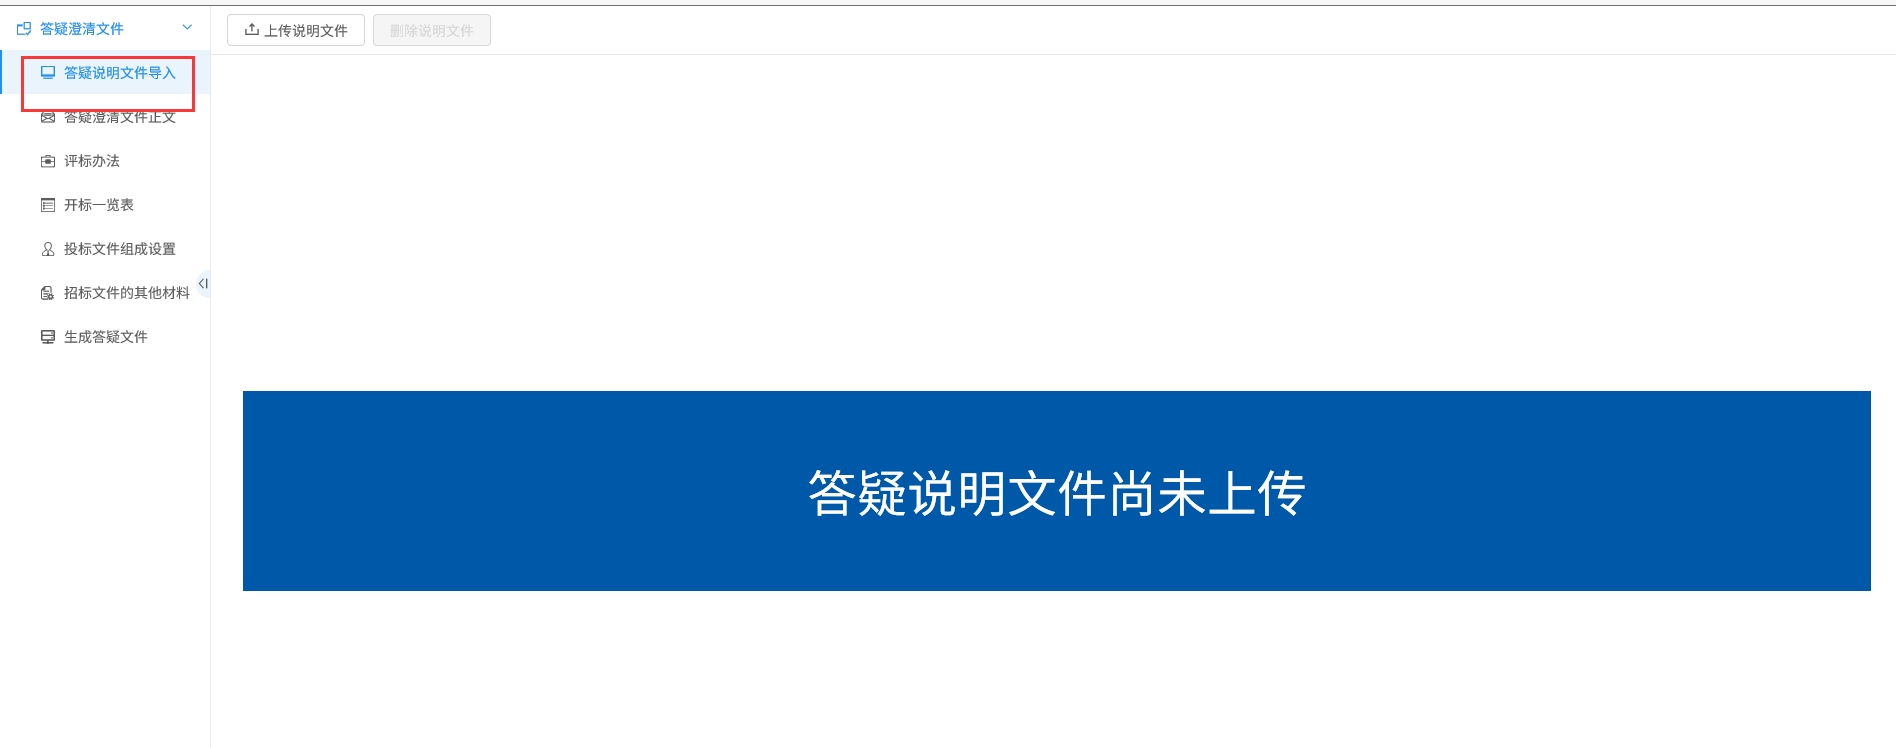 答疑澄清文件
答疑说明文件导入
答疑澄清文件正文
评标办法
开标一览表
投标文件组成设置
招标文件的其他材料
生成答疑文件
上传说明文件 删除说明文件
答疑说明文件尚未上传